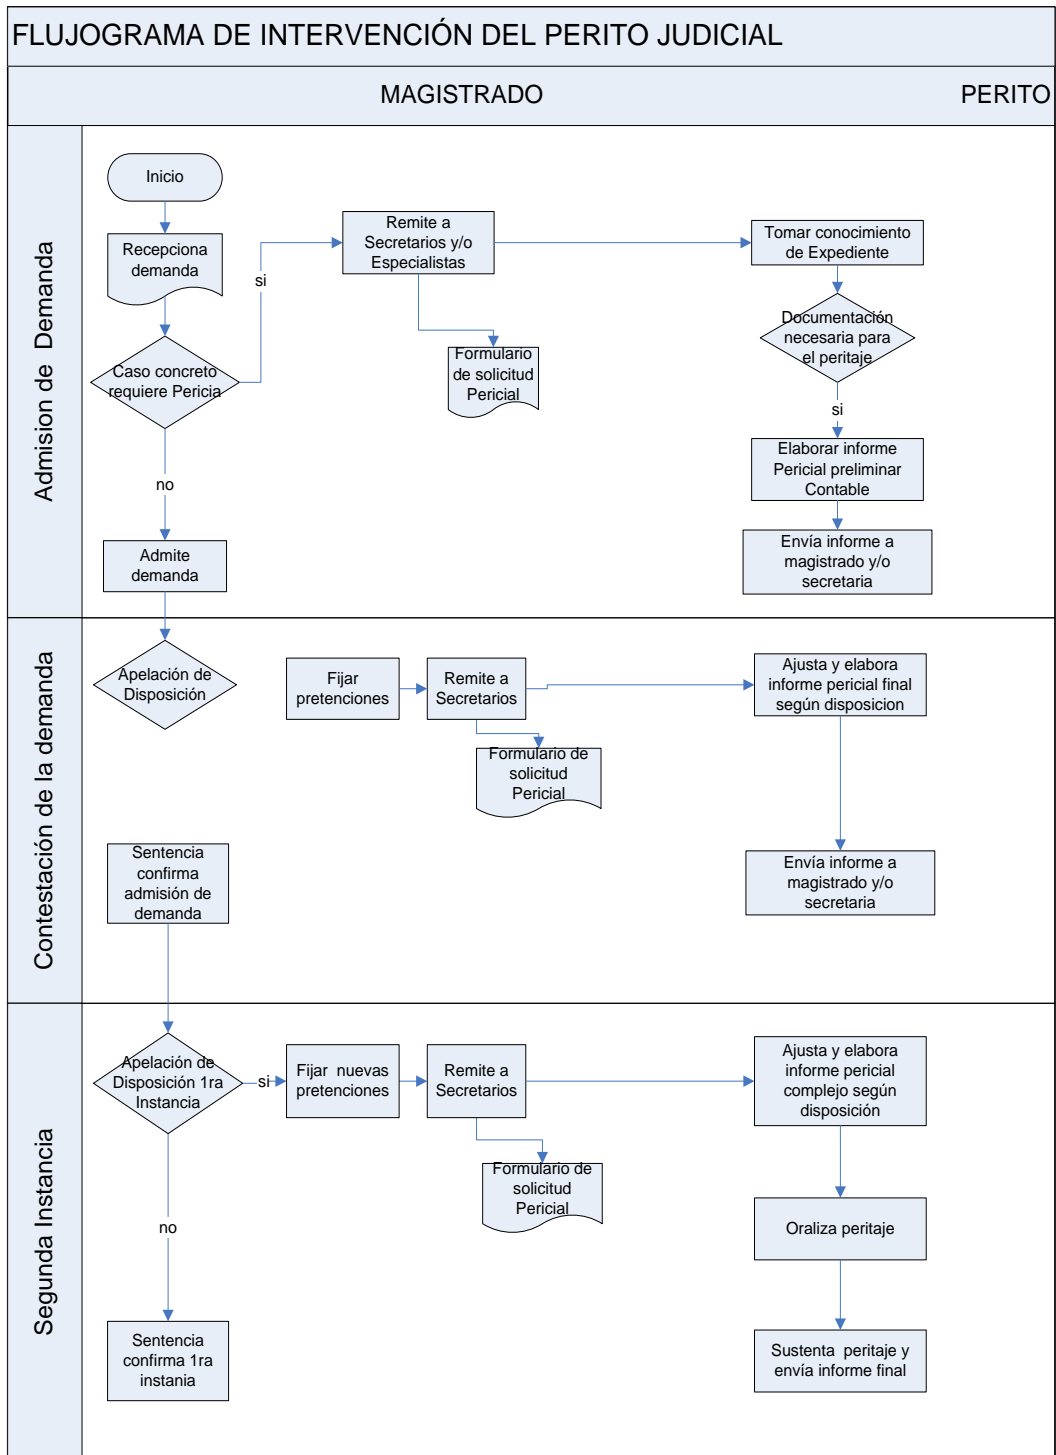 FLUJOGRAMA DE INTERVENCIÓN DEL PERITO JUDICIAL
MAGISTRADO
PERITO
Admision de Demanda
Inicio
Recepciona
demanda
Caso concreto
requiere Pericia
si
no
Admite
demanda
Remite a
Secretarios y/o
Especialistas
Formulario
de solicitud
Pericial
Tomar conocimiento
de Expediente
Documentación
necesaria para
el peritaje
si
Elaborar informe
Pericial preliminar
Contable
Envía informe a
magistrado y/o
secretaria
Contestación de la demanda
Apelación de
Disposición
Fijar
pretenciones
Remite a
Secretarios
Formulario de
solicitud
Pericial
Ajusta y elabora
informe pericial final
según disposicion
Envía informe a
magistrado y/o
secretaria
Sentencia
confirma
admisión de
demanda
Segunda Instancia
Apelación de
Disposición 1ra
Instancia
si
Fijar nuevas
pretenciones
Remite a
Secretarios
Formulario de
solicitud
Pericial
Ajusta y elabora
informe pericial
complejo según
disposición
Oraliza peritaje
Sustenta peritaje y
envía informe final
no
Sentencia
confirma 1ra
instania